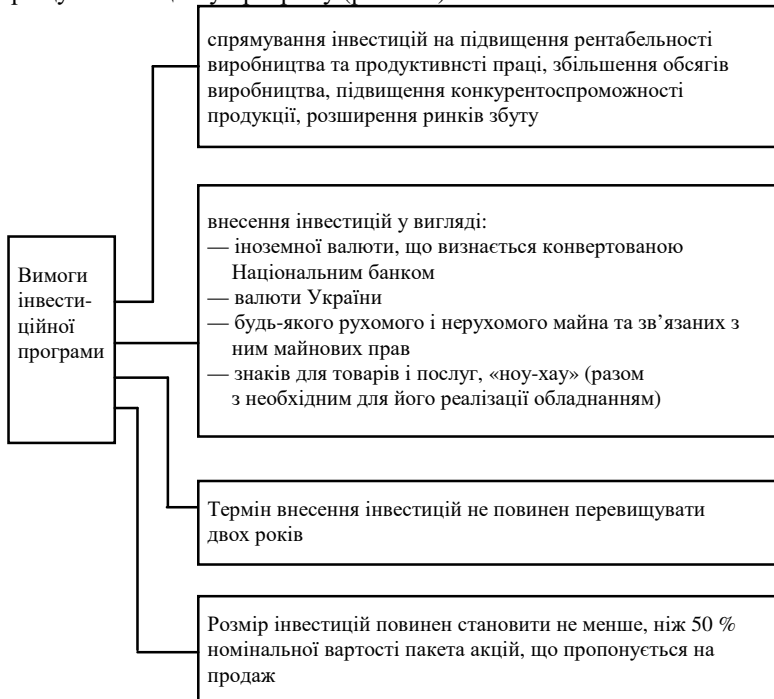 спрямування інвестицій на підвищення рентабельності
виробництва та продуктивнсті праці, збільшення обсягів
виробництва, підвищення конкурентоспроможності
продукції, розширення ринків збуту
Вимоги
інвести-
ційної
програми
внесення інвестицій у вигляді:
— іноземної валюти, що визнається конвертованою
Національним банком
— валюти України
— будь-якого рухомого і нерухомого майна та зв’язаних з
ним майнових прав
— знаків для товарів і послуг, «ноу-хау» (разом
з необхідним для його реалізації обладнанням)
Термін внесення інвестицій не повинен перевищувати
двох років
Розмір інвестицій повинен становити не менше, ніж 50 %
номінальної вартості пакета акцій, що пропонується на
продаж